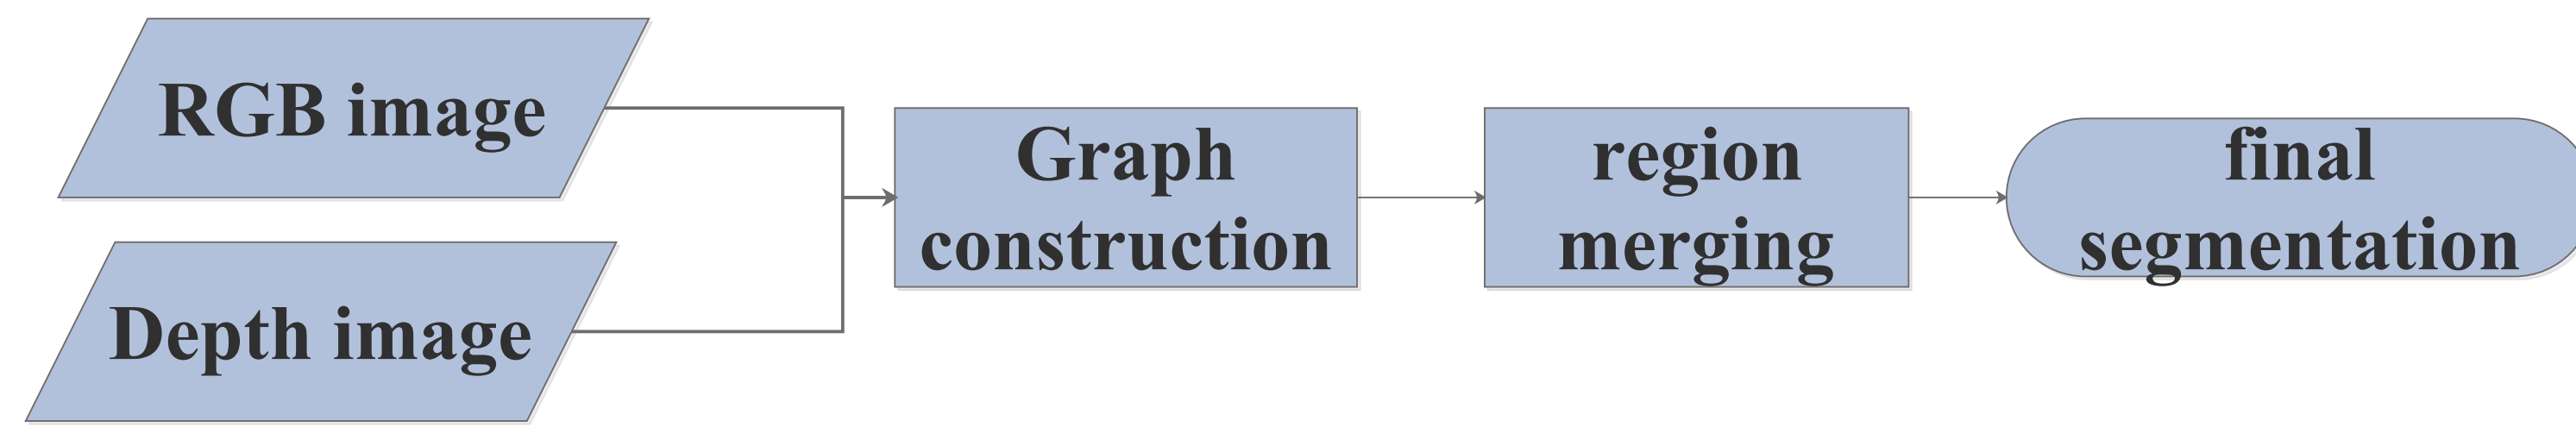 RGB image
Depth image
Graph
construction
region
merging
final
segmentation